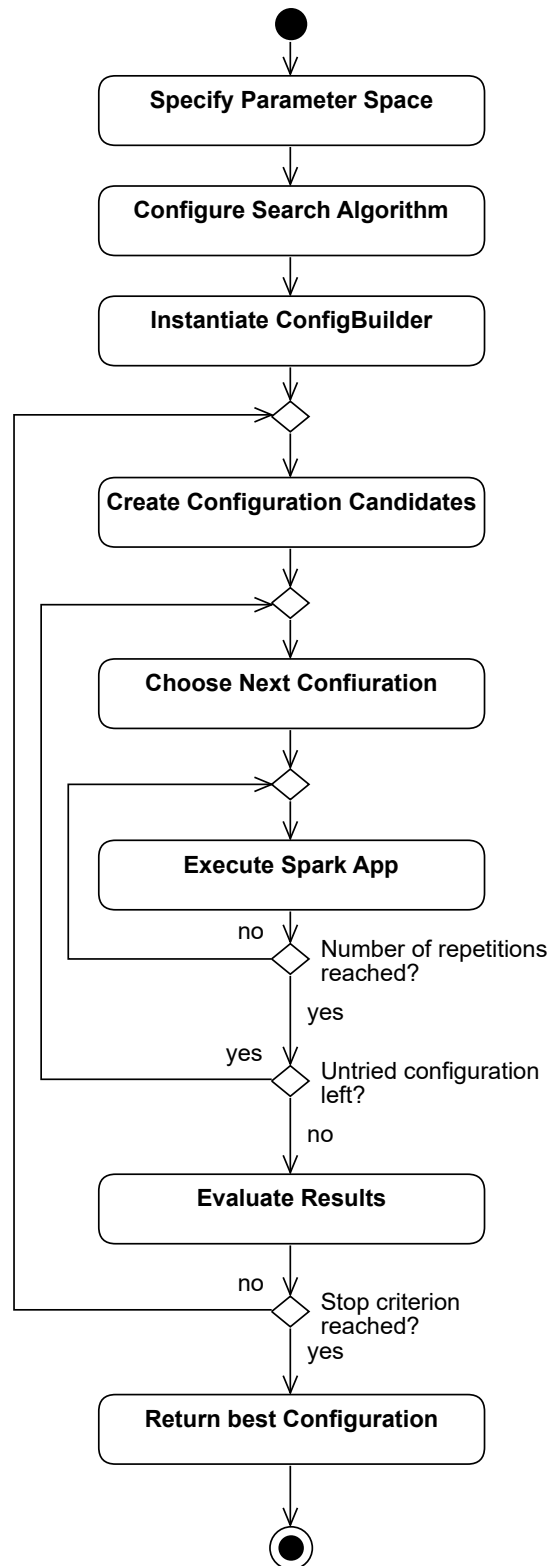 Specify Parameter Space
Configure Search Algorithm
Instantiate ConfigBuilder
Create Configuration Candidates
Choose Next Confiuration
Execute Spark App
no
Number of repetitions
reached?
yes
yes
Untried configuration
left?
no
Evaluate Results
no
Stop criterion
reached?
yes
Return best Configuration